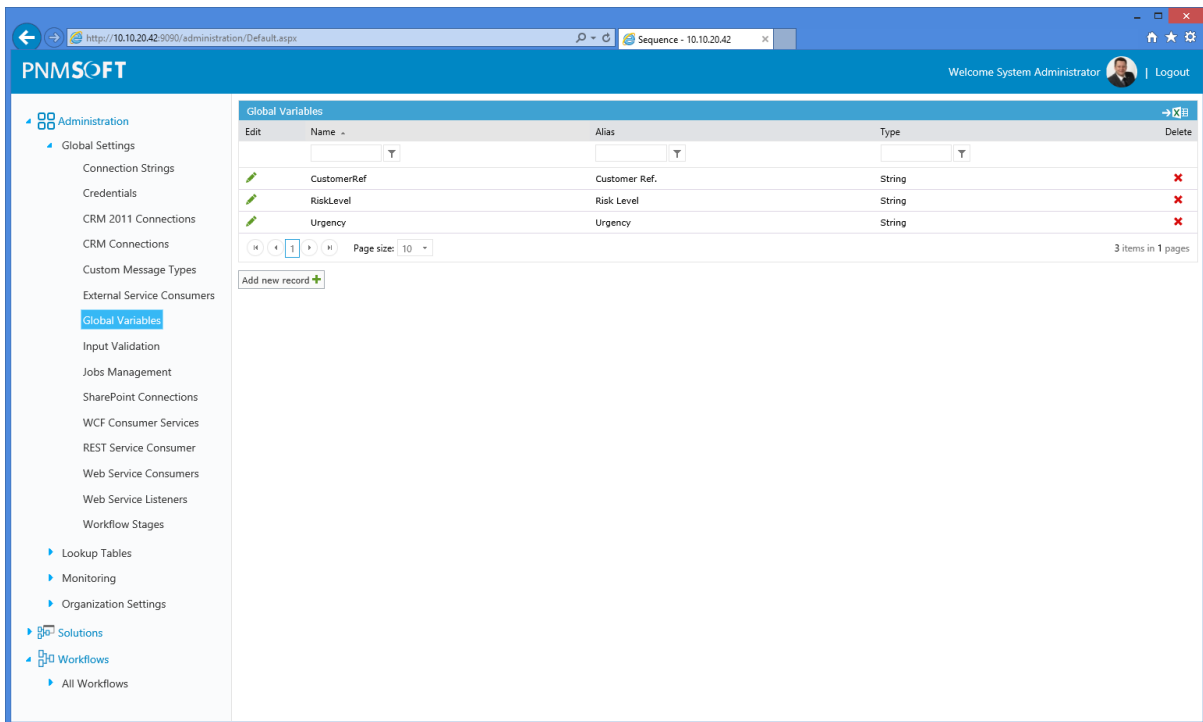 http://10.10.20.42:9090/administration/Default.aspx
Sequence - 10.10.20.42
PNMSOFT
Welcome System Administrator | Logout
Administration
Global Settings
Connection Strings
Credentials
CRM 2011 Connections
CRM Connections
Custom Message Types
External Service Consumers
Global Variables
Input Validation
Jobs Management
SharePoint Connections
WCF Consumer Services
REST Service Consumer
Web Service Consumers
Web Service Listeners
Workflow Stages
Lookup Tables
Monitoring
Organization Settings
Solutions
Workflows
All Workflows
Global Variables
Edit Name Alias Type Delete
CustomerRef Customer Ref. String
RiskLevel Risk Level String
Urgency Urgency String
1 Page size: 10 3 items in 1 pages
Add new record